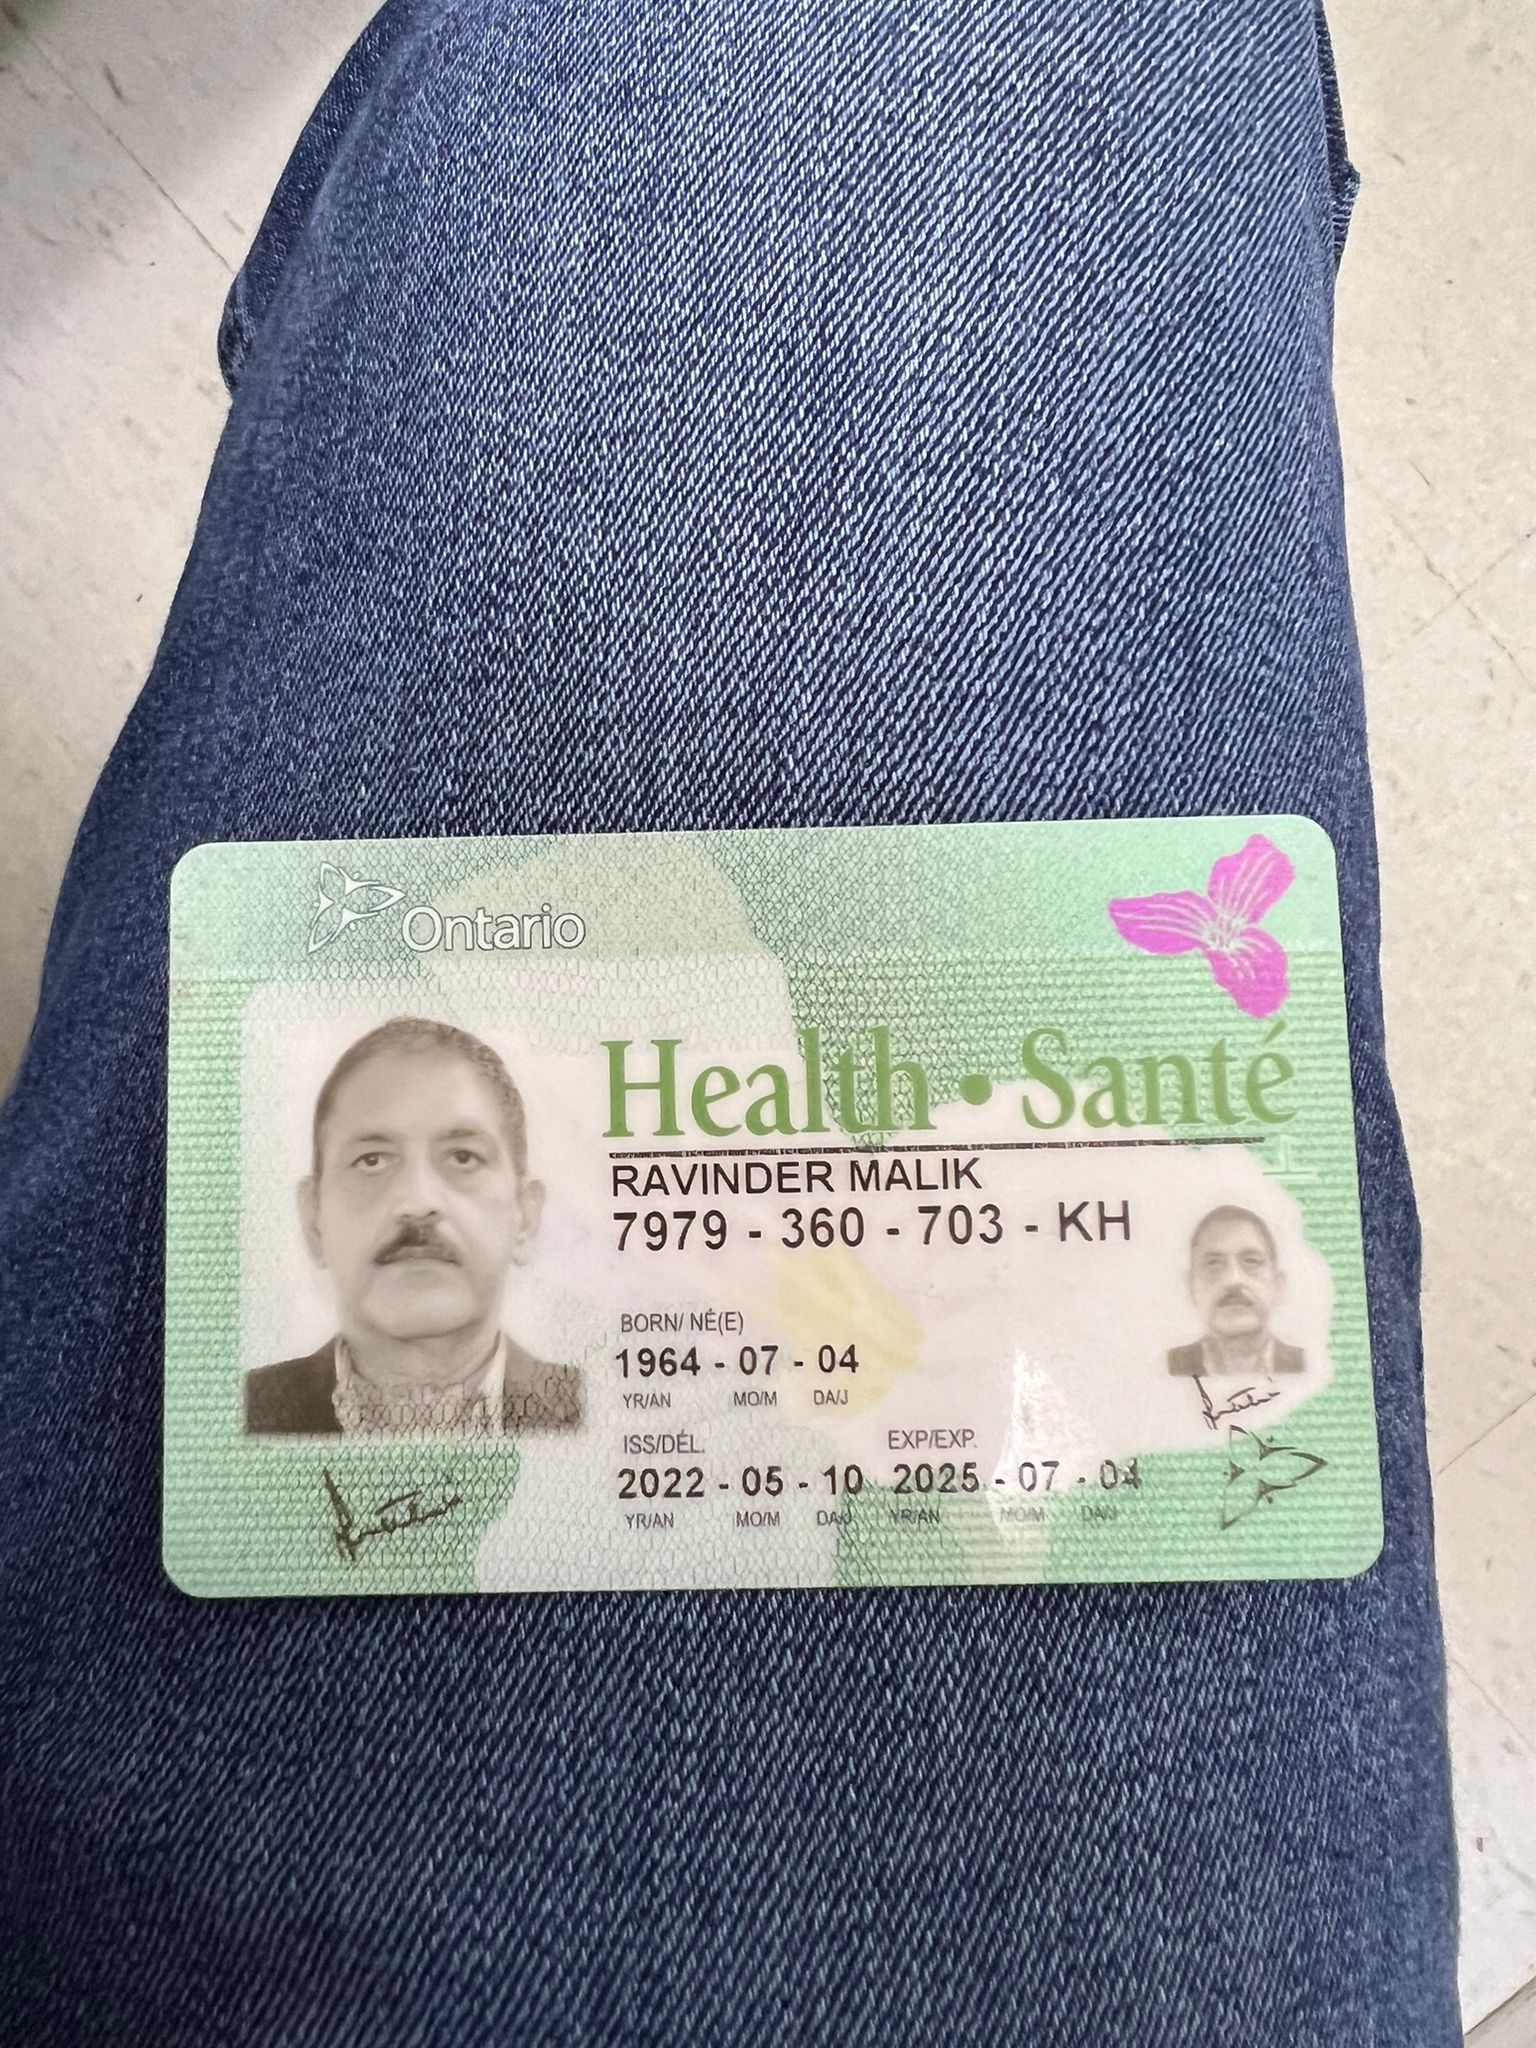 Ontario
Health • Santé
RAVINDER MALIK
7979 - 360 - 703 - KH
BORN/ NÉ(E)
1964 - 07 - 04
YR/AN MO/M DA/J
ISS/DÉL. EXP/EXP.
2022 - 05 - 10 2025 - 07 - 04
YR/AN MO/M DA/J YR/AN MO/M DA/J